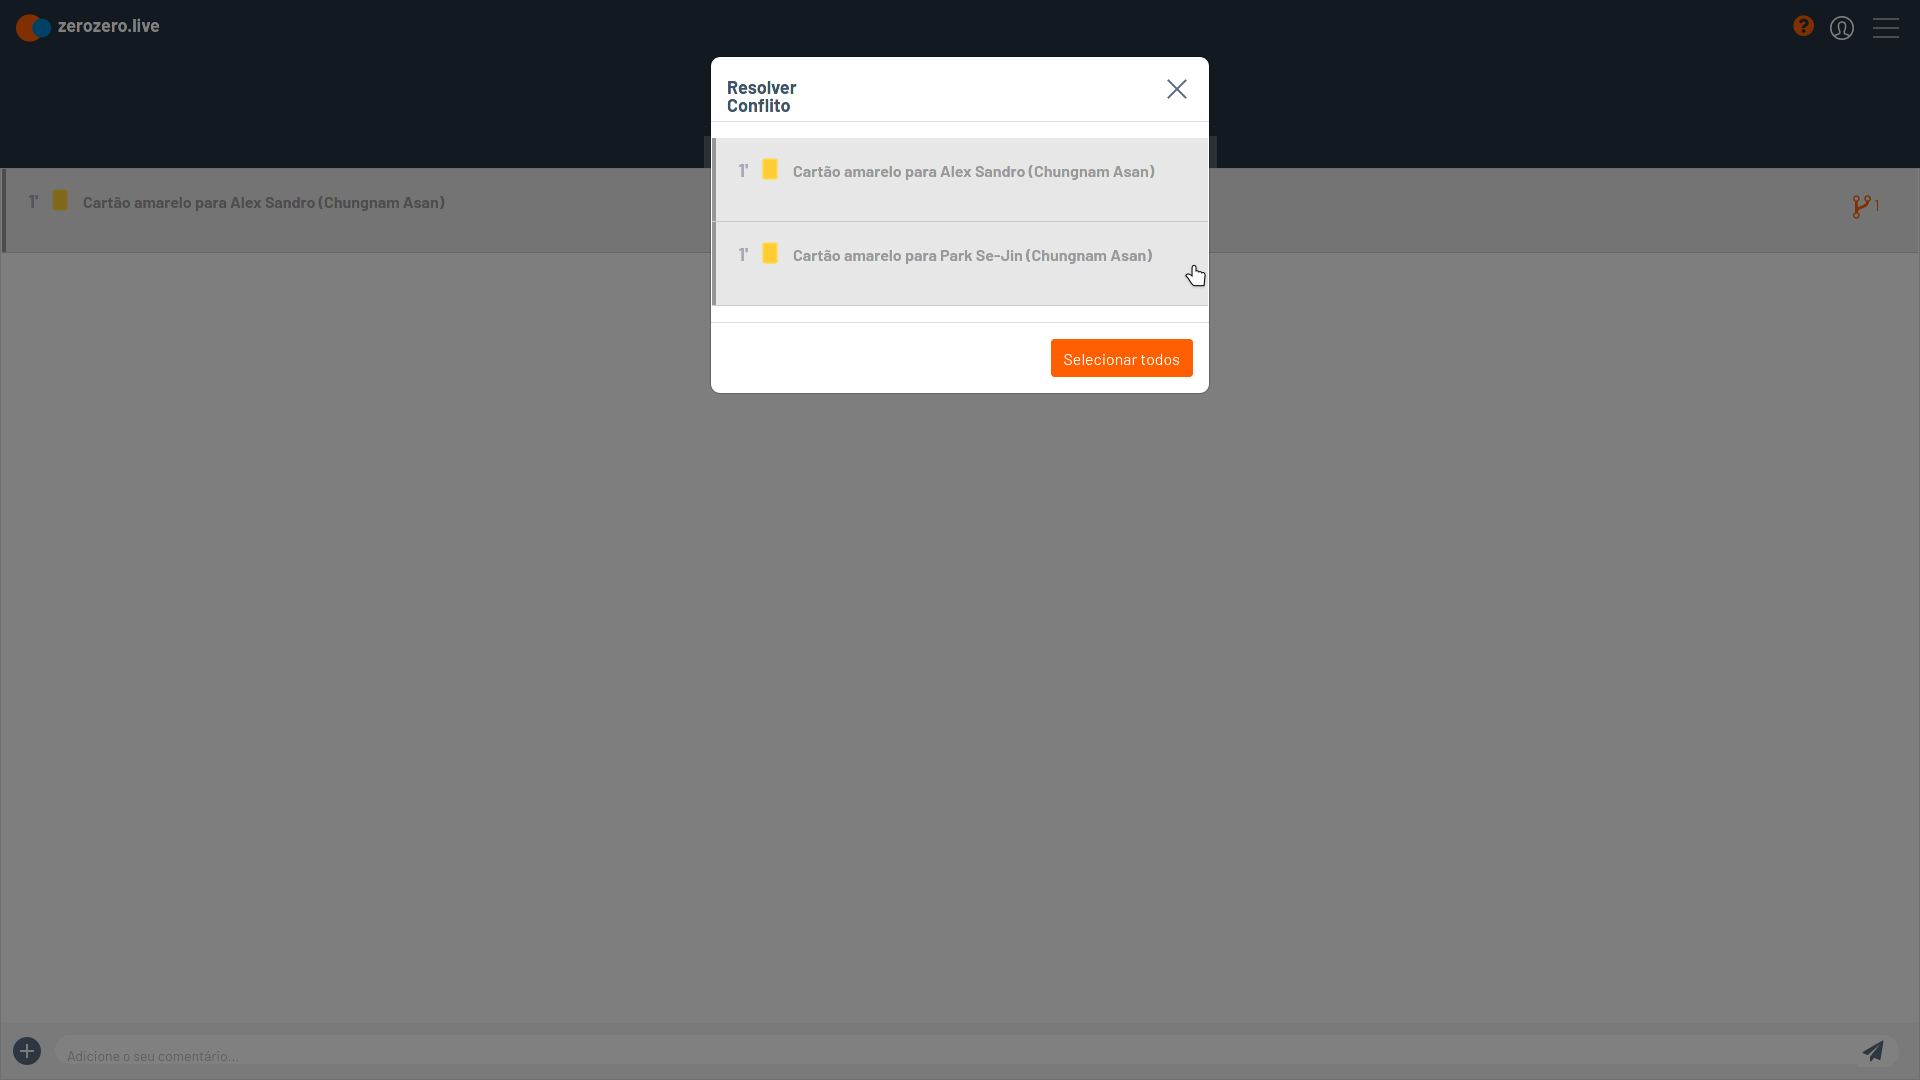 zerozero.live
?
Resolver
Conflito
1' Cartão amarelo para Alex Sandro (Chungnam Asan)
1' Cartão amarelo para Park Se-Jin (Chungnam Asan)
Selecionar todos
1' Cartão amarelo para Alex Sandro (Chungnam Asan)
1
Adicione o seu comentário...